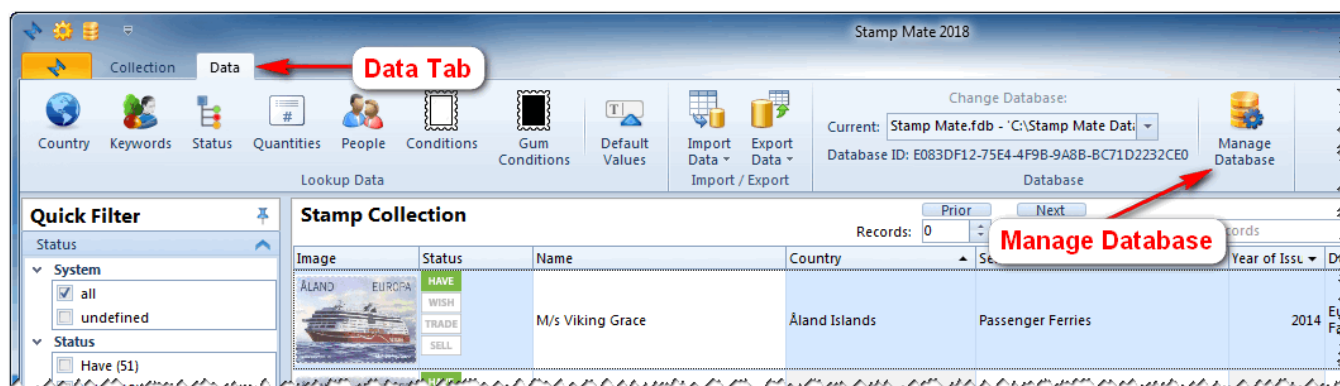 Stamp Mate 2018
Collection Data
Data Tab
Country Keywords Status Quantities People Conditions Gum Conditions Default Values
Lookup Data
Import Data Export Data
Import / Export
Change Database:
Current: Stamp Mate.fdb - 'C:\Stamp Mate Data
Database ID: E083DF12-75E4-4F9B-9A8B-BC71D2232CE0
Database
Manage Database
Manage Database
Quick Filter
Status
System
all
undefined
Status
Have (51)
Stamp Collection
Prior Next
Records: 0
Image Status Name Country Year of Issu
ÅLAND EUROPA
HAVE
WISH
TRADE
SELL
M/s Viking Grace Åland Islands Passenger Ferries 2014